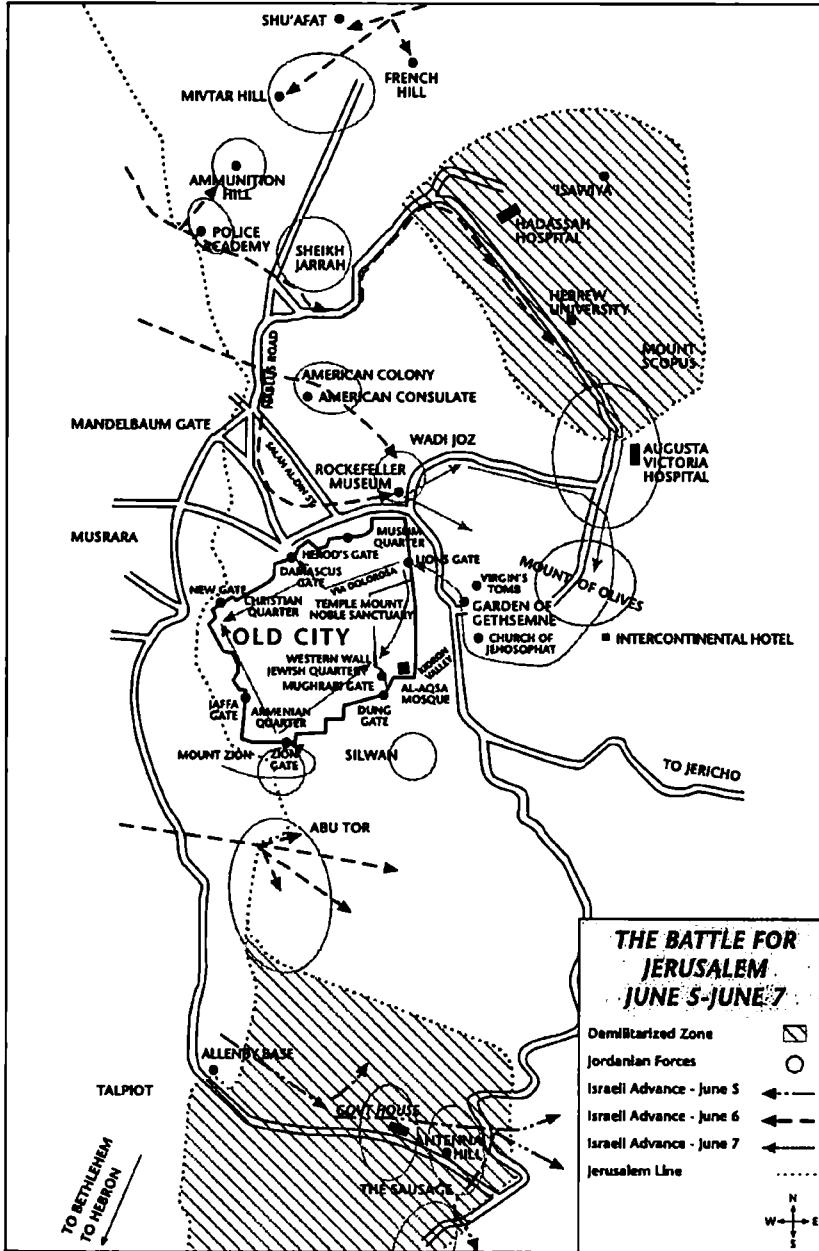 SHU'AFAT
FRENCH
HILL
MIVTAR HILL
AMMUNITION
HILL
'ISAWIYA
HADASSAH
HOSPITAL
POLICE
ACADEMY
SHEIKH
JARRAH
HEBREW
UNIVERSITY
MOUNT
SCOPUS
NABLUS ROAD
AMERICAN COLONY
AMERICAN CONSULATE
MANDELBAUM GATE
WADI JOZ
SALAH AL-DIN ST.
AUGUSTA
VICTORIA
HOSPITAL
ROCKEFELLER
MUSEUM
MUSRARA
MUSLIM
QUARTER
HEROD'S GATE
LIONS GATE
DAMASCUS
GATE
VIA DOLOROSA
MOUNT OF OLIVES
VIRGIN'S
TOMB
NEW GATE
CHRISTIAN
QUARTER
TEMPLE MOUNT
NOBLE SANCTUARY
GARDEN OF
GETHSEMNE
OLD CITY
CHURCH OF
JEHOSOPHAT
INTERCONTINENTAL HOTEL
WESTERN WALL
JEWISH QUARTER
MUGHRABI GATE
KIDRON
VALLEY
AL-AQSA
MOSQUE
JAFFA
GATE
ARMENIAN
QUARTER
DUNG
GATE
MOUNT ZION
ZION
GATE
SILWAN
TO JERICHO
ABU TOR
THE BATTLE FOR
JERUSALEM
JUNE 5-JUNE 7
Demilitarized Zone
Jordanian Forces
Israeli Advance - June 5
Israeli Advance - June 6
Israeli Advance - June 7
Jerusalem Line
N
W E
S
ALLENBY BASE
TALPIOT
GOVT HOUSE
ANTENNA
HILL
THE SAUSAGE
TO BETHLEHEM
TO HEBRON